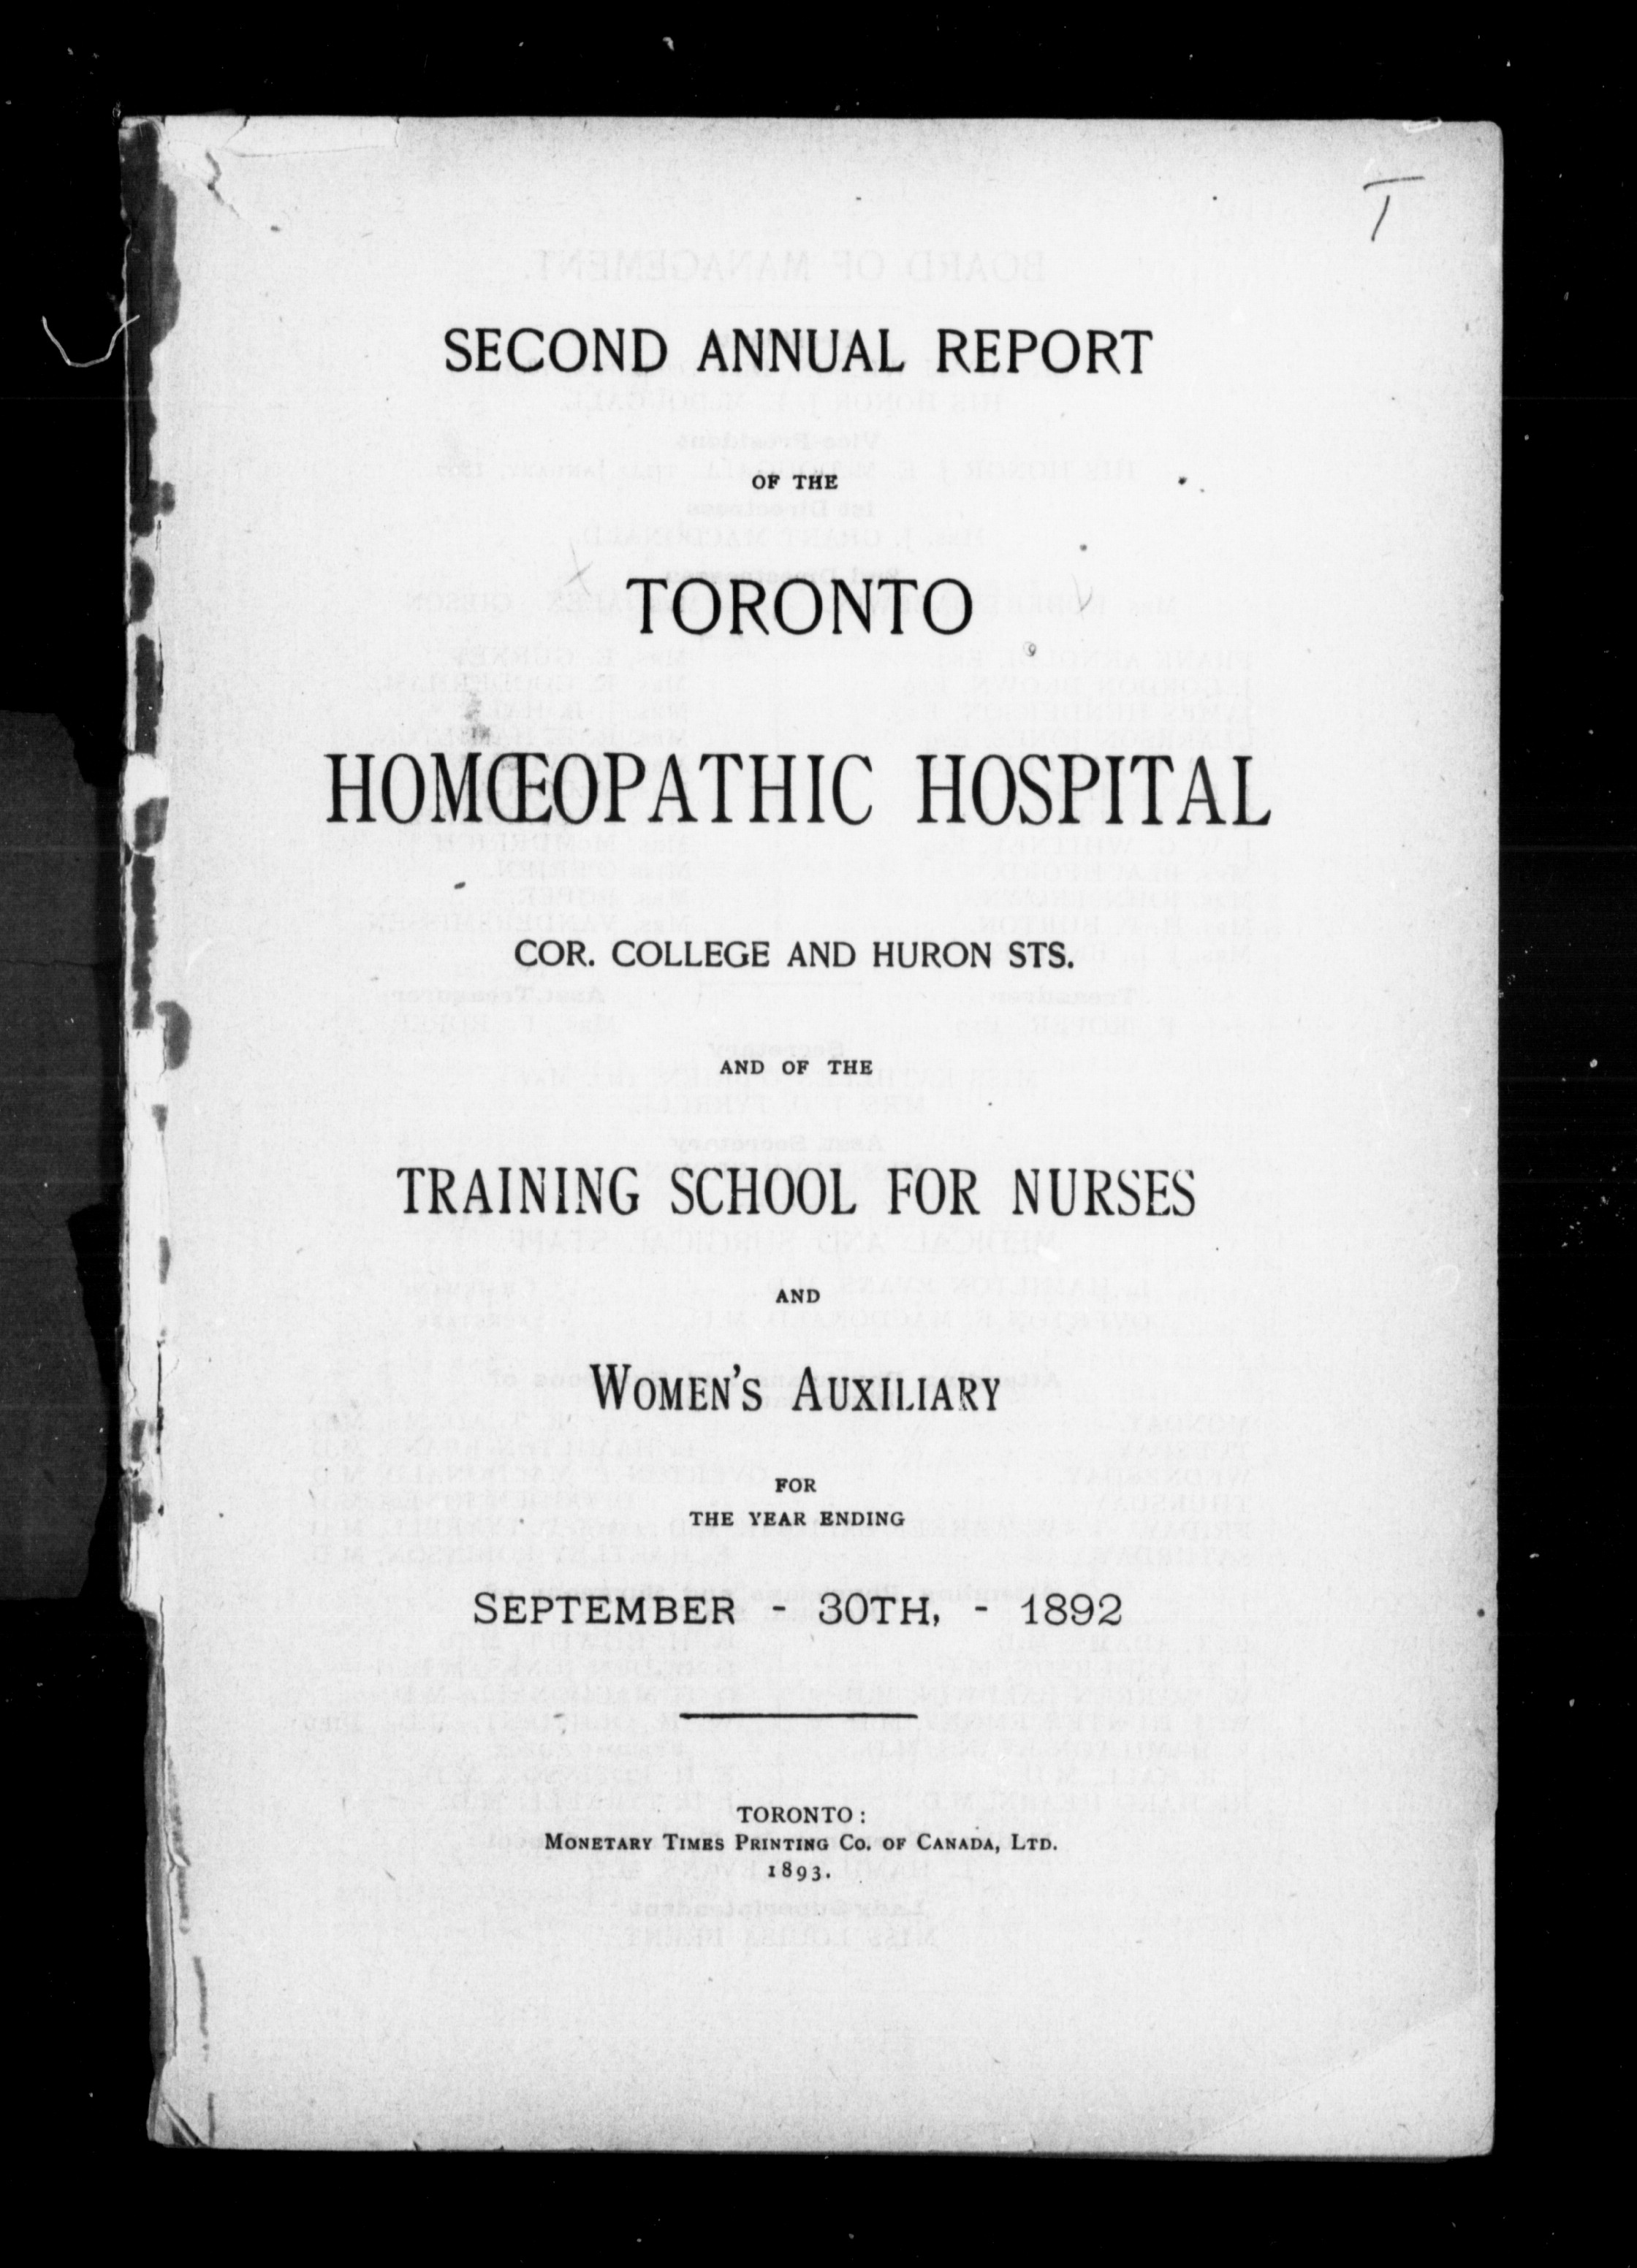 T
SECOND ANNUAL REPORT
OF THE
TORONTO
HOMŒOPATHIC HOSPITAL
COR. COLLEGE AND HURON STS.
AND OF THE
TRAINING SCHOOL FOR NURSES
AND
WOMEN'S AUXILIARY
FOR
THE YEAR ENDING
SEPTEMBER - 30TH, - 1892
TORONTO:
MONETARY TIMES PRINTING CO. OF CANADA, LTD.
1893.